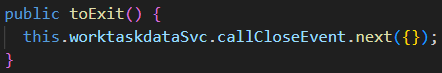 public toExit() {
  this.worktaskdataSvc.callCloseEvent.next({});
}